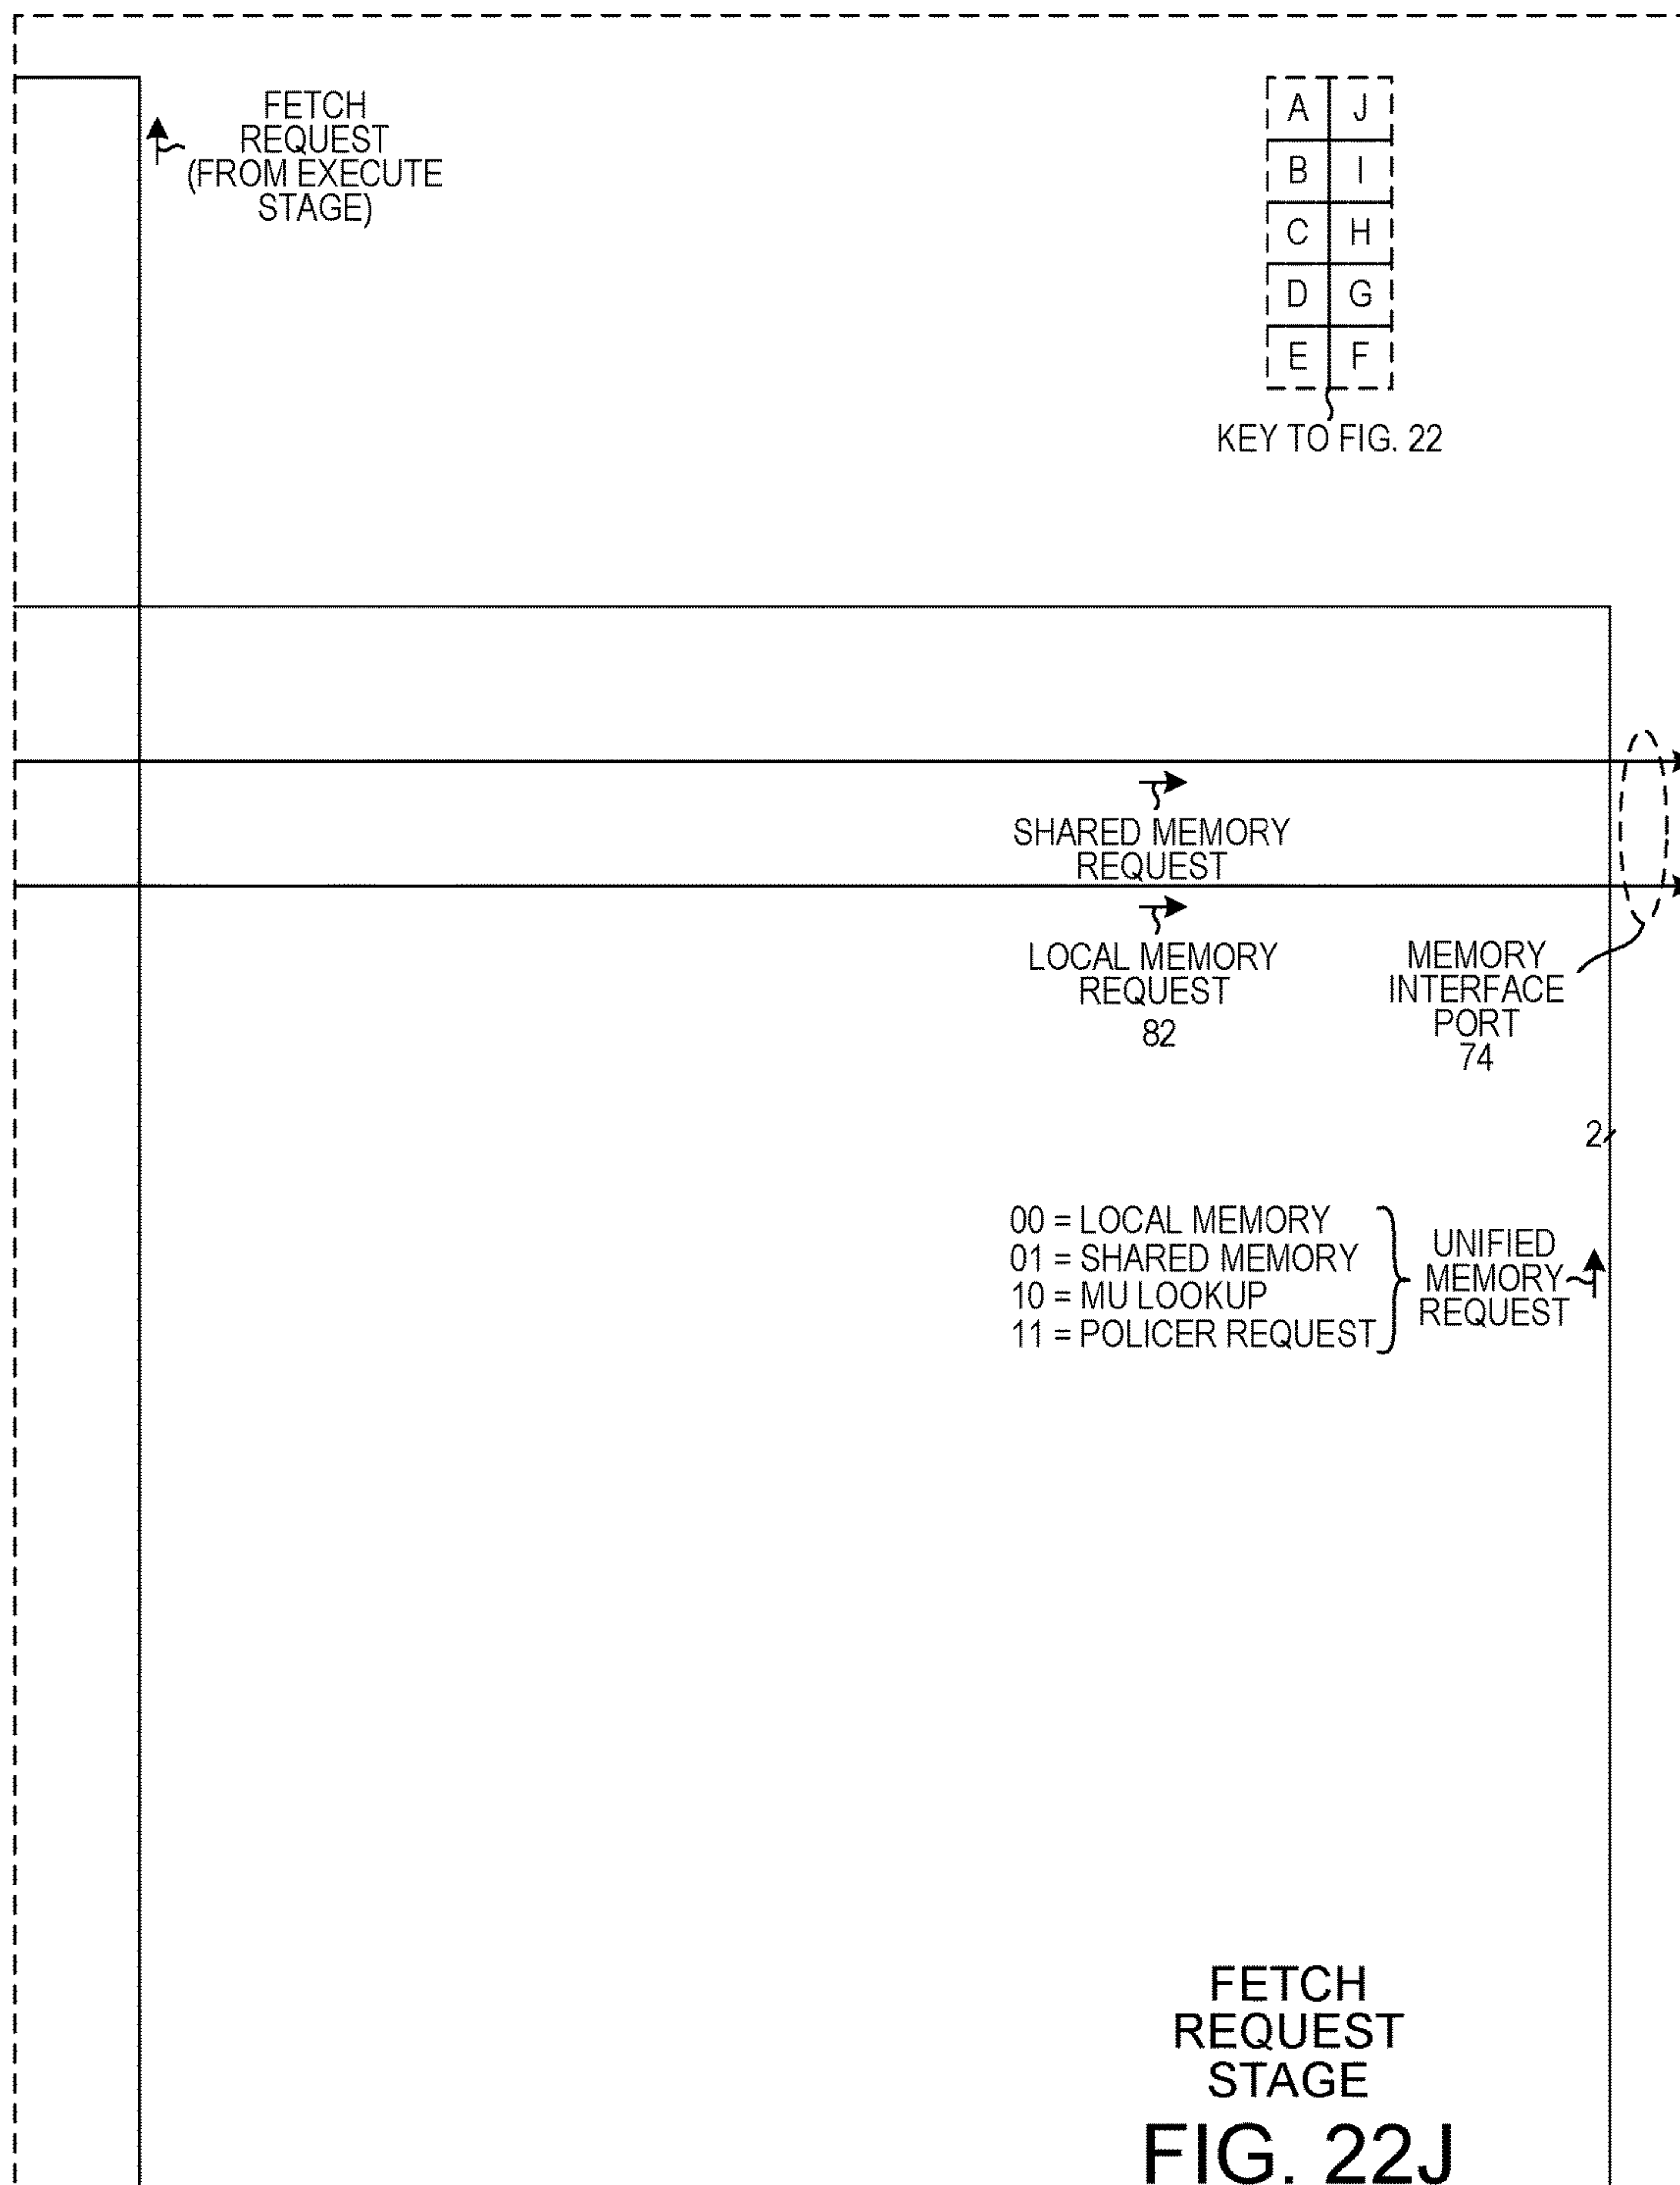 FETCH
REQUEST
(FROM EXECUTE
STAGE)
A J
B I
C H
D G
E F
KEY TO FIG. 22
SHARED MEMORY
REQUEST
LOCAL MEMORY
REQUEST
82
MEMORY
INTERFACE
PORT
74
2
00 = LOCAL MEMORY
01 = SHARED MEMORY
10 = MU LOOKUP
11 = POLICER REQUEST
UNIFIED
MEMORY
REQUEST
FETCH
REQUEST
STAGE
FIG. 22J